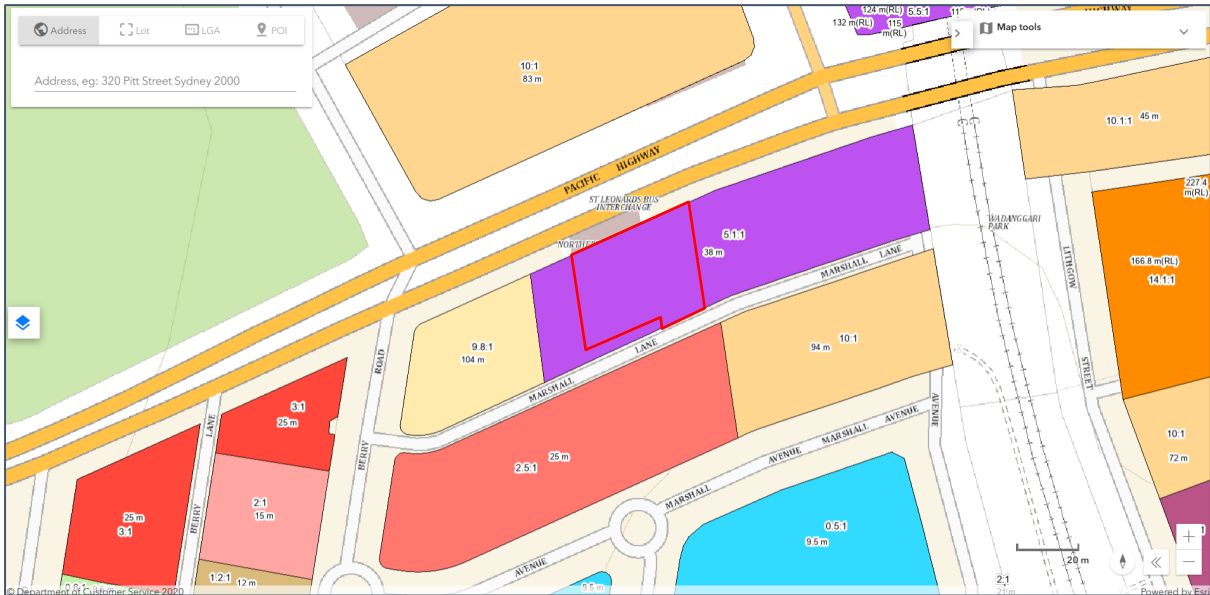 Address
Lot
LGA
POI
Address, eg: 320 Pitt Street Sydney 2000
Map tools
124 m(RL)
5.5:1
132 m(RL)
115
m(RL)
HIGHWAY
10:1
83 m
PACIFIC HIGHWAY
10.1:1
45 m
ST LEONARDS BUS
INTERCHANGE
5.1:1
38 m
WADANGGARI
PARK
227.4
m(RL)
MARSHALL LANE
LITHGOW
STREET
166.8 m(RL)
14.1:1
9.8:1
104 m
MARSHALL LANE
94 m
10:1
ROAD
BERRY
3:1
25 m
LANE
BERRY
2.5:1
25 m
MARSHALL AVENUE
AVENUE
AVENUE
MARSHALL
AVENUE
10:1
72 m
25 m
3:1
2:1
15 m
0.5:1
9.5 m
1.2:1
12 m
9.5 m
2:1
21 m
20 m
© Department of Customer Service 2020
Powered by Esri